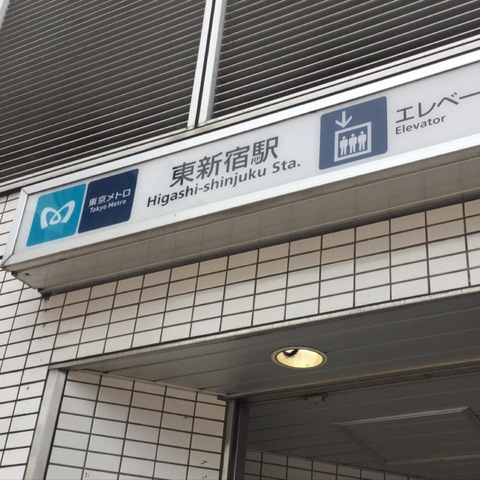 東京メトロ
Tokyo Metro
東新宿駅
Higashi-shinjuku Sta.
エレベー
Elevator